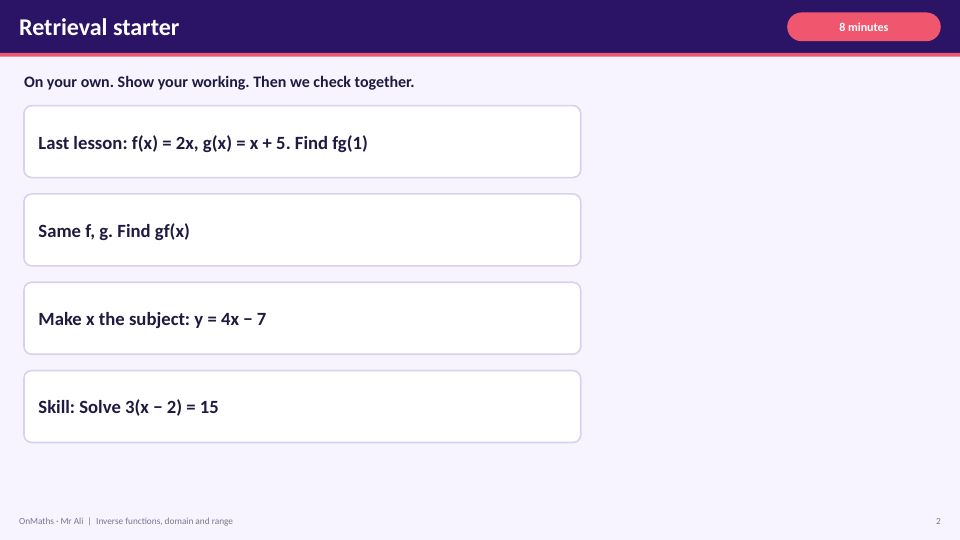 Retrieval starter
8 minutes
On your own. Show your working. Then we check together.
Last lesson: f(x) = 2x, g(x) = x + 5. Find fg(1)
Same f, g. Find gf(x)
Make x the subject: y = 4x − 7
Skill: Solve 3(x − 2) = 15
OnMaths - Mr Ali | Inverse functions, domain and range
2